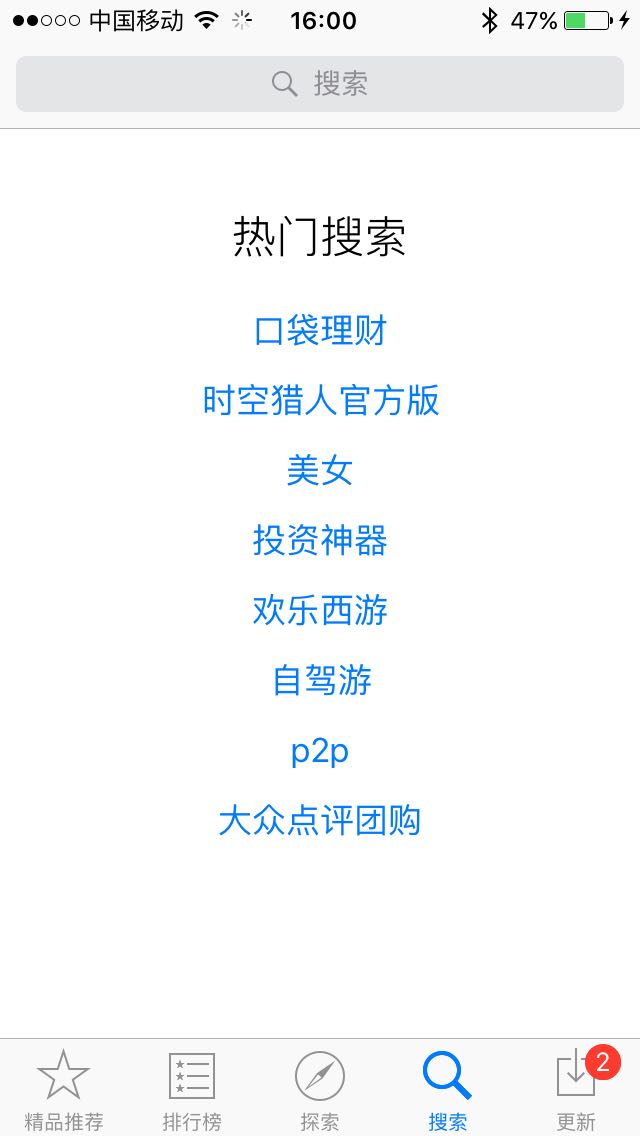 中国移动 16:00 47%
搜索
热门搜索
口袋理财
时空猎人官方版
美女
投资神器
欢乐西游
自驾游
p2p
大众点评团购
2
精品推荐 排行榜 探索 搜索 更新